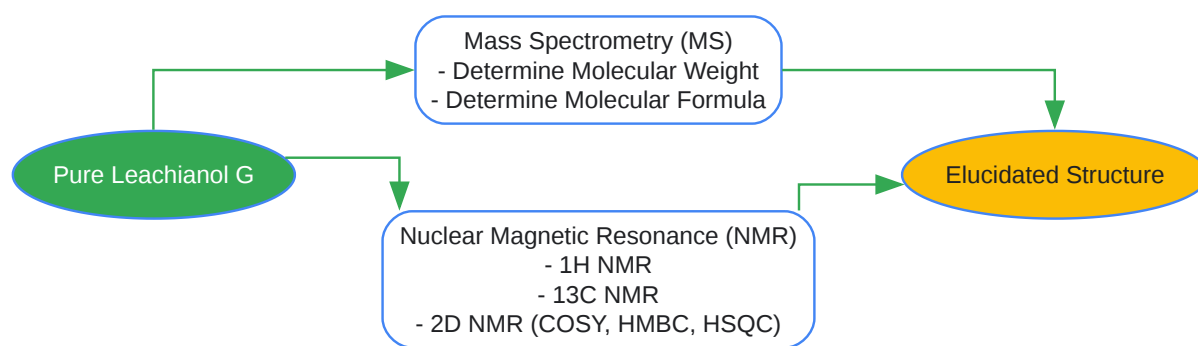 Mass Spectrometry (MS)
- Determine Molecular Weight
- Determine Molecular Formula
Pure Leachianol G
Elucidated Structure
Nuclear Magnetic Resonance (NMR)
- 1H NMR
- 13C NMR
- 2D NMR (COSY, HMBC, HSQC)